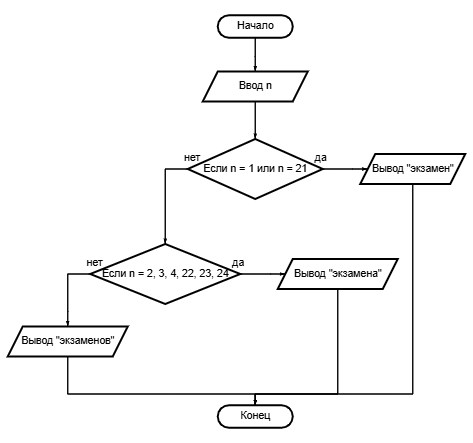 Начало
Ввод n
нет
да
Если n = 1 или n = 21
Вывод "экзамен"
нет
да
Если n = 2, 3, 4, 22, 23, 24
Вывод "экзамена"
Вывод "экзаменов"
Конец